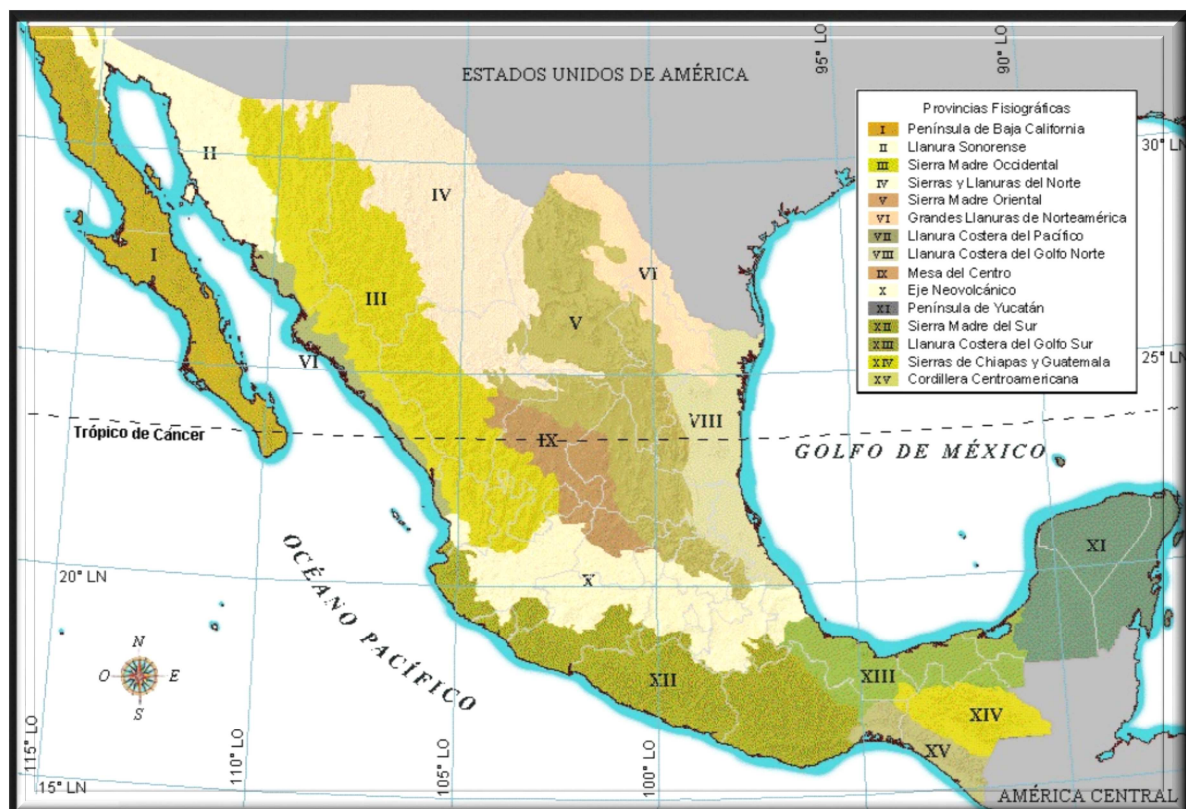 ESTADOS UNIDOS DE AMÉRICA
95° LO
90° LO
Provincias Fisiográficas
I Península de Baja California
II Llanura Sonorense
III Sierra Madre Occidental
IV Sierras y Llanuras del Norte
V Sierra Madre Oriental
VI Grandes Llanuras de Norteamérica
VII Llanura Costera del Pacífico
VIII Llanura Costera del Golfo Norte
IX Mesa del Centro
X Eje Neovolcánico
XI Península de Yucatán
XII Sierra Madre del Sur
XIII Llanura Costera del Golfo Sur
XIV Sierras de Chiapas y Guatemala
XV Cordillera Centroamericana
30° LN
II
IV
I
VI
III
V
25° LN
VI
Trópico de Cáncer
IX
VIII
GOLFO DE MÉXICO
XI
OCÉANO PACÍFICO
20° LN
X
N
O
E
S
XII
XIII
XIV
XV
115° LO
110° LO
105° LO
100° LO
15° LN
AMÉRICA CENTRAL